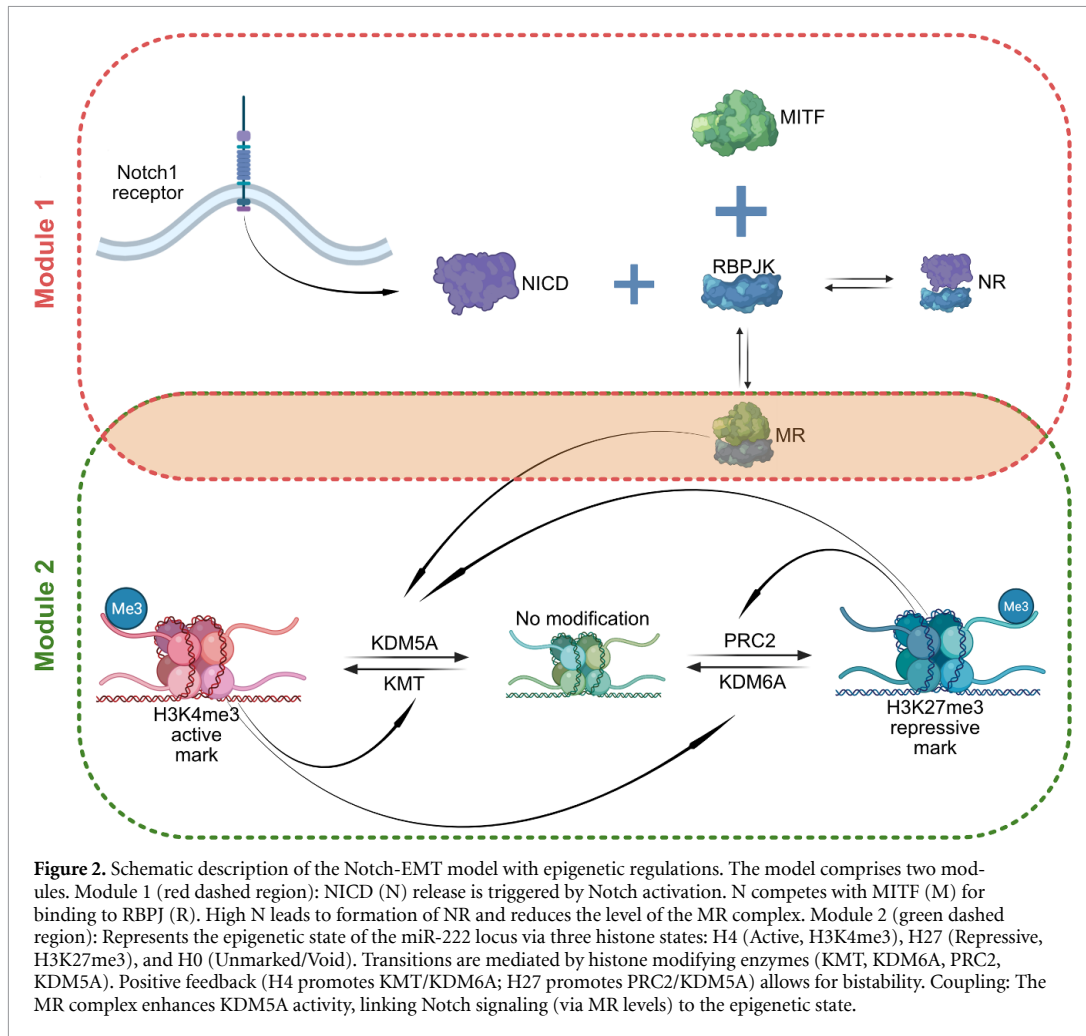 Module 1
Notch1
receptor
MITF
NICD
RBPJK
NR
MR
Module 2
Me3
H3K4me3
active
mark
KDM5A
KMT
No modification
PRC2
KDM6A
Me3
H3K27me3
repressive
mark
Figure 2. Schematic description of the Notch-EMT model with epigenetic regulations. The model comprises two mod-
ules. Module 1 (red dashed region): NICD (N) release is triggered by Notch activation. N competes with MITF (M) for
binding to RBPJ (R). High N leads to formation of NR and reduces the level of the MR complex. Module 2 (green dashed
region): Represents the epigenetic state of the miR-222 locus via three histone states: H4 (Active, H3K4me3), H27 (Repressive,
H3K27me3), and H0 (Unmarked/Void). Transitions are mediated by histone modifying enzymes (KMT, KDM6A, PRC2,
KDM5A). Positive feedback (H4 promotes KMT/KDM6A; H27 promotes PRC2/KDM5A) allows for bistability. Coupling: The
MR complex enhances KDM5A activity, linking Notch signaling (via MR levels) to the epigenetic state.